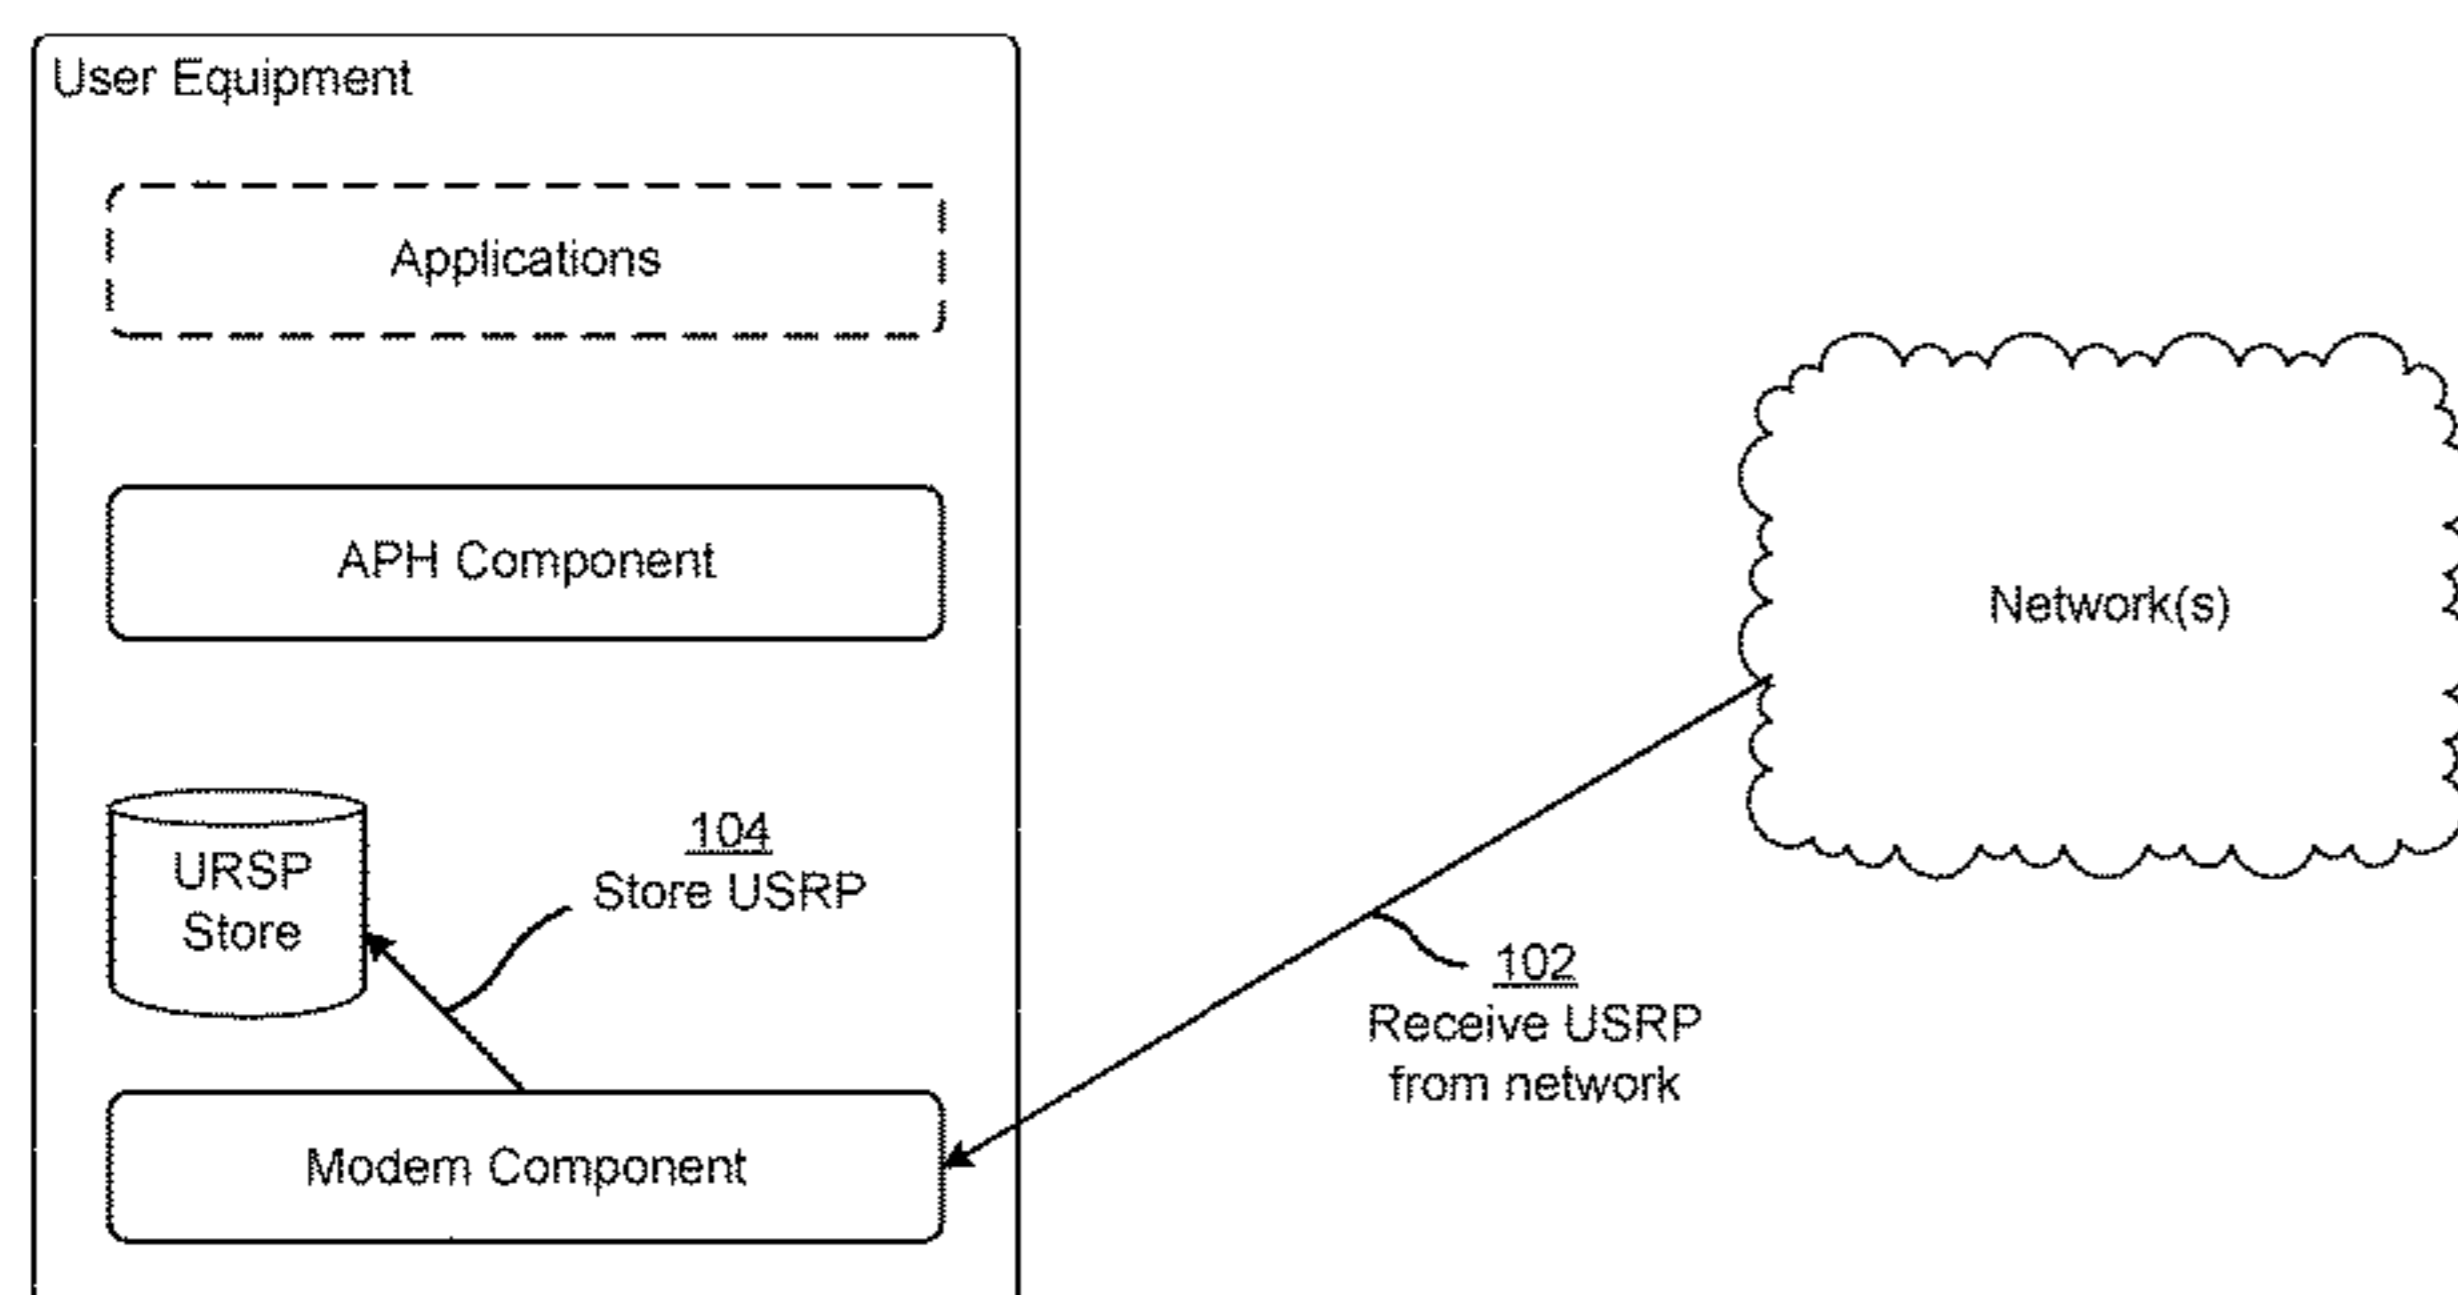 User Equipment
Applications
APH Component
Network(s)
URSP
Store
104
Store USRP
102
Receive USRP
from network
Modem Component